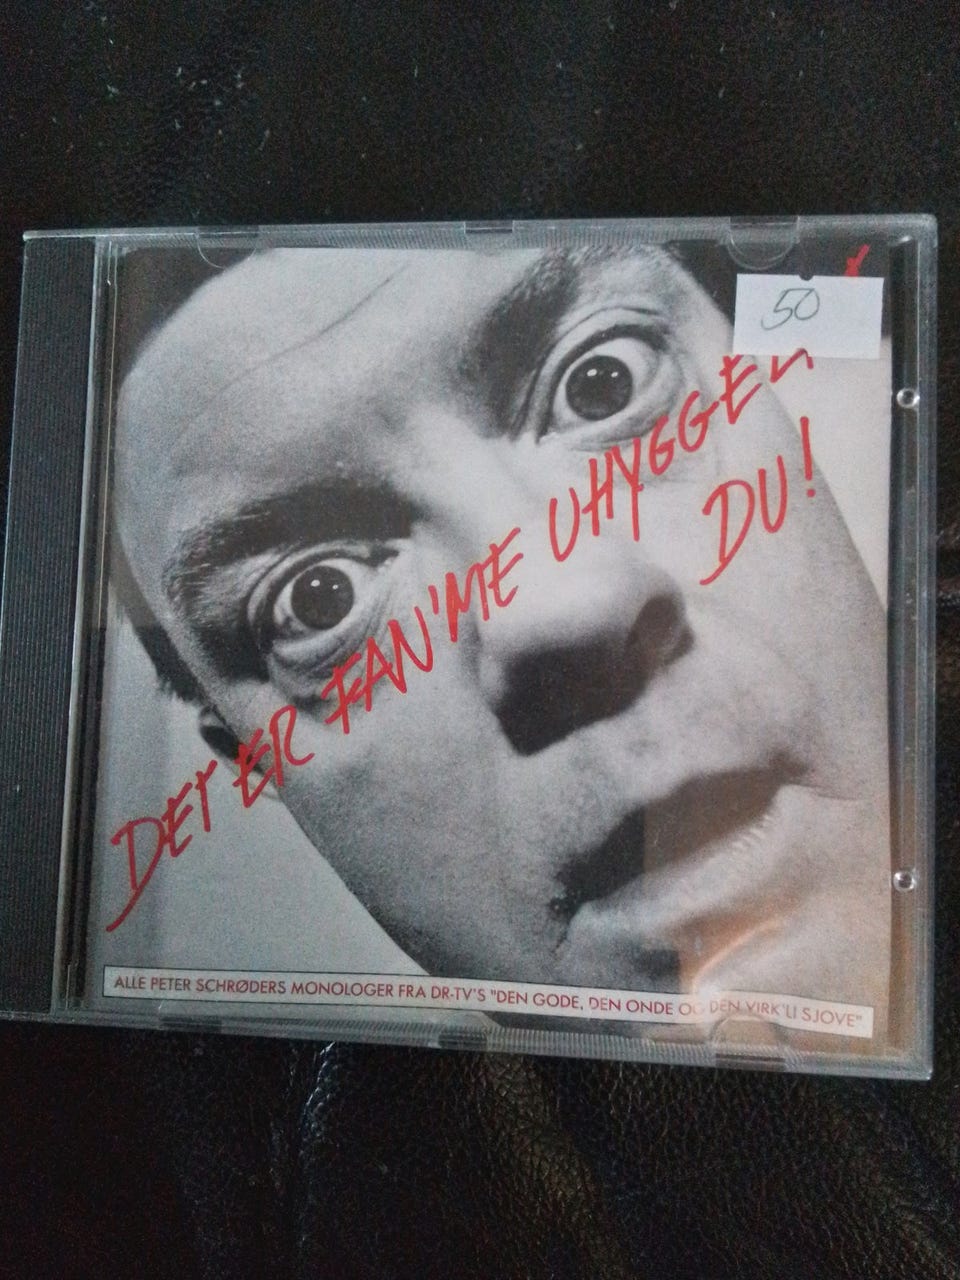 50
DET ER FAN'ME UHYGGELI
DU!
ALLE PETER SCHRØDERS MONOLOGER FRA DR-TV'S "DEN GODE, DEN ONDE OG DEN VIRK'LI SJOVE"